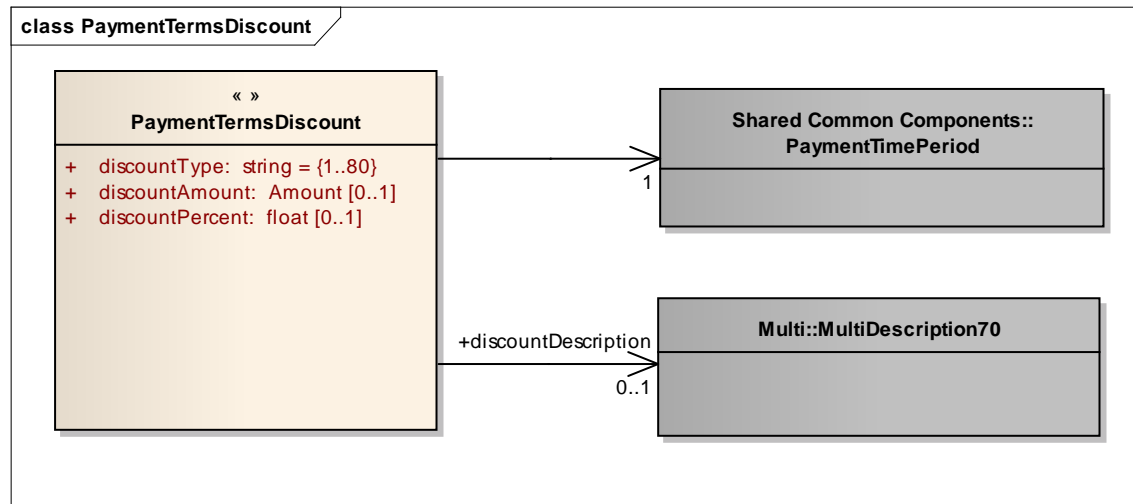 class PaymentTermsDiscount
« »
PaymentTermsDiscount
+ discountType: string = {1..80}
+ discountAmount: Amount [0..1]
+ discountPercent: float [0..1]
Shared Common Components::
PaymentTimePeriod
1
Multi::MultiDescription70
+discountDescription
0..1